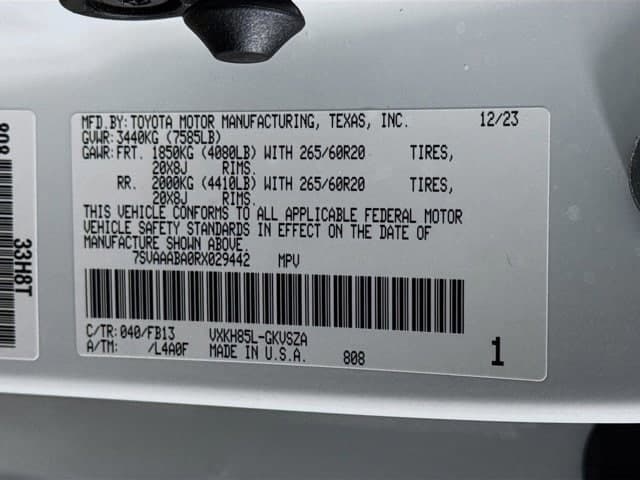 MFD.BY:TOYOTA MOTOR MANUFACTURING, TEXAS, INC. 12/23
GVWR:3440KG (7585LB)
GAWR:FRT. 1850KG (4080LB) WITH 265/60R20 TIRES,
20X8J RIMS.
RR. 2000KG (4410LB) WITH 265/60R20 TIRES,
20X8J RIMS.
THIS VEHICLE CONFORMS TO ALL APPLICABLE FEDERAL MOTOR
VEHICLE SAFETY STANDARDS IN EFFECT ON THE DATE OF
MANUFACTURE SHOWN ABOVE.
7SVAAABA0RX029442 MPV
C/TR:040/FB13 VXKH85L-GKVSZA
A/TM: /L4A0F MADE IN U.S.A. 808 1
808
33H8T